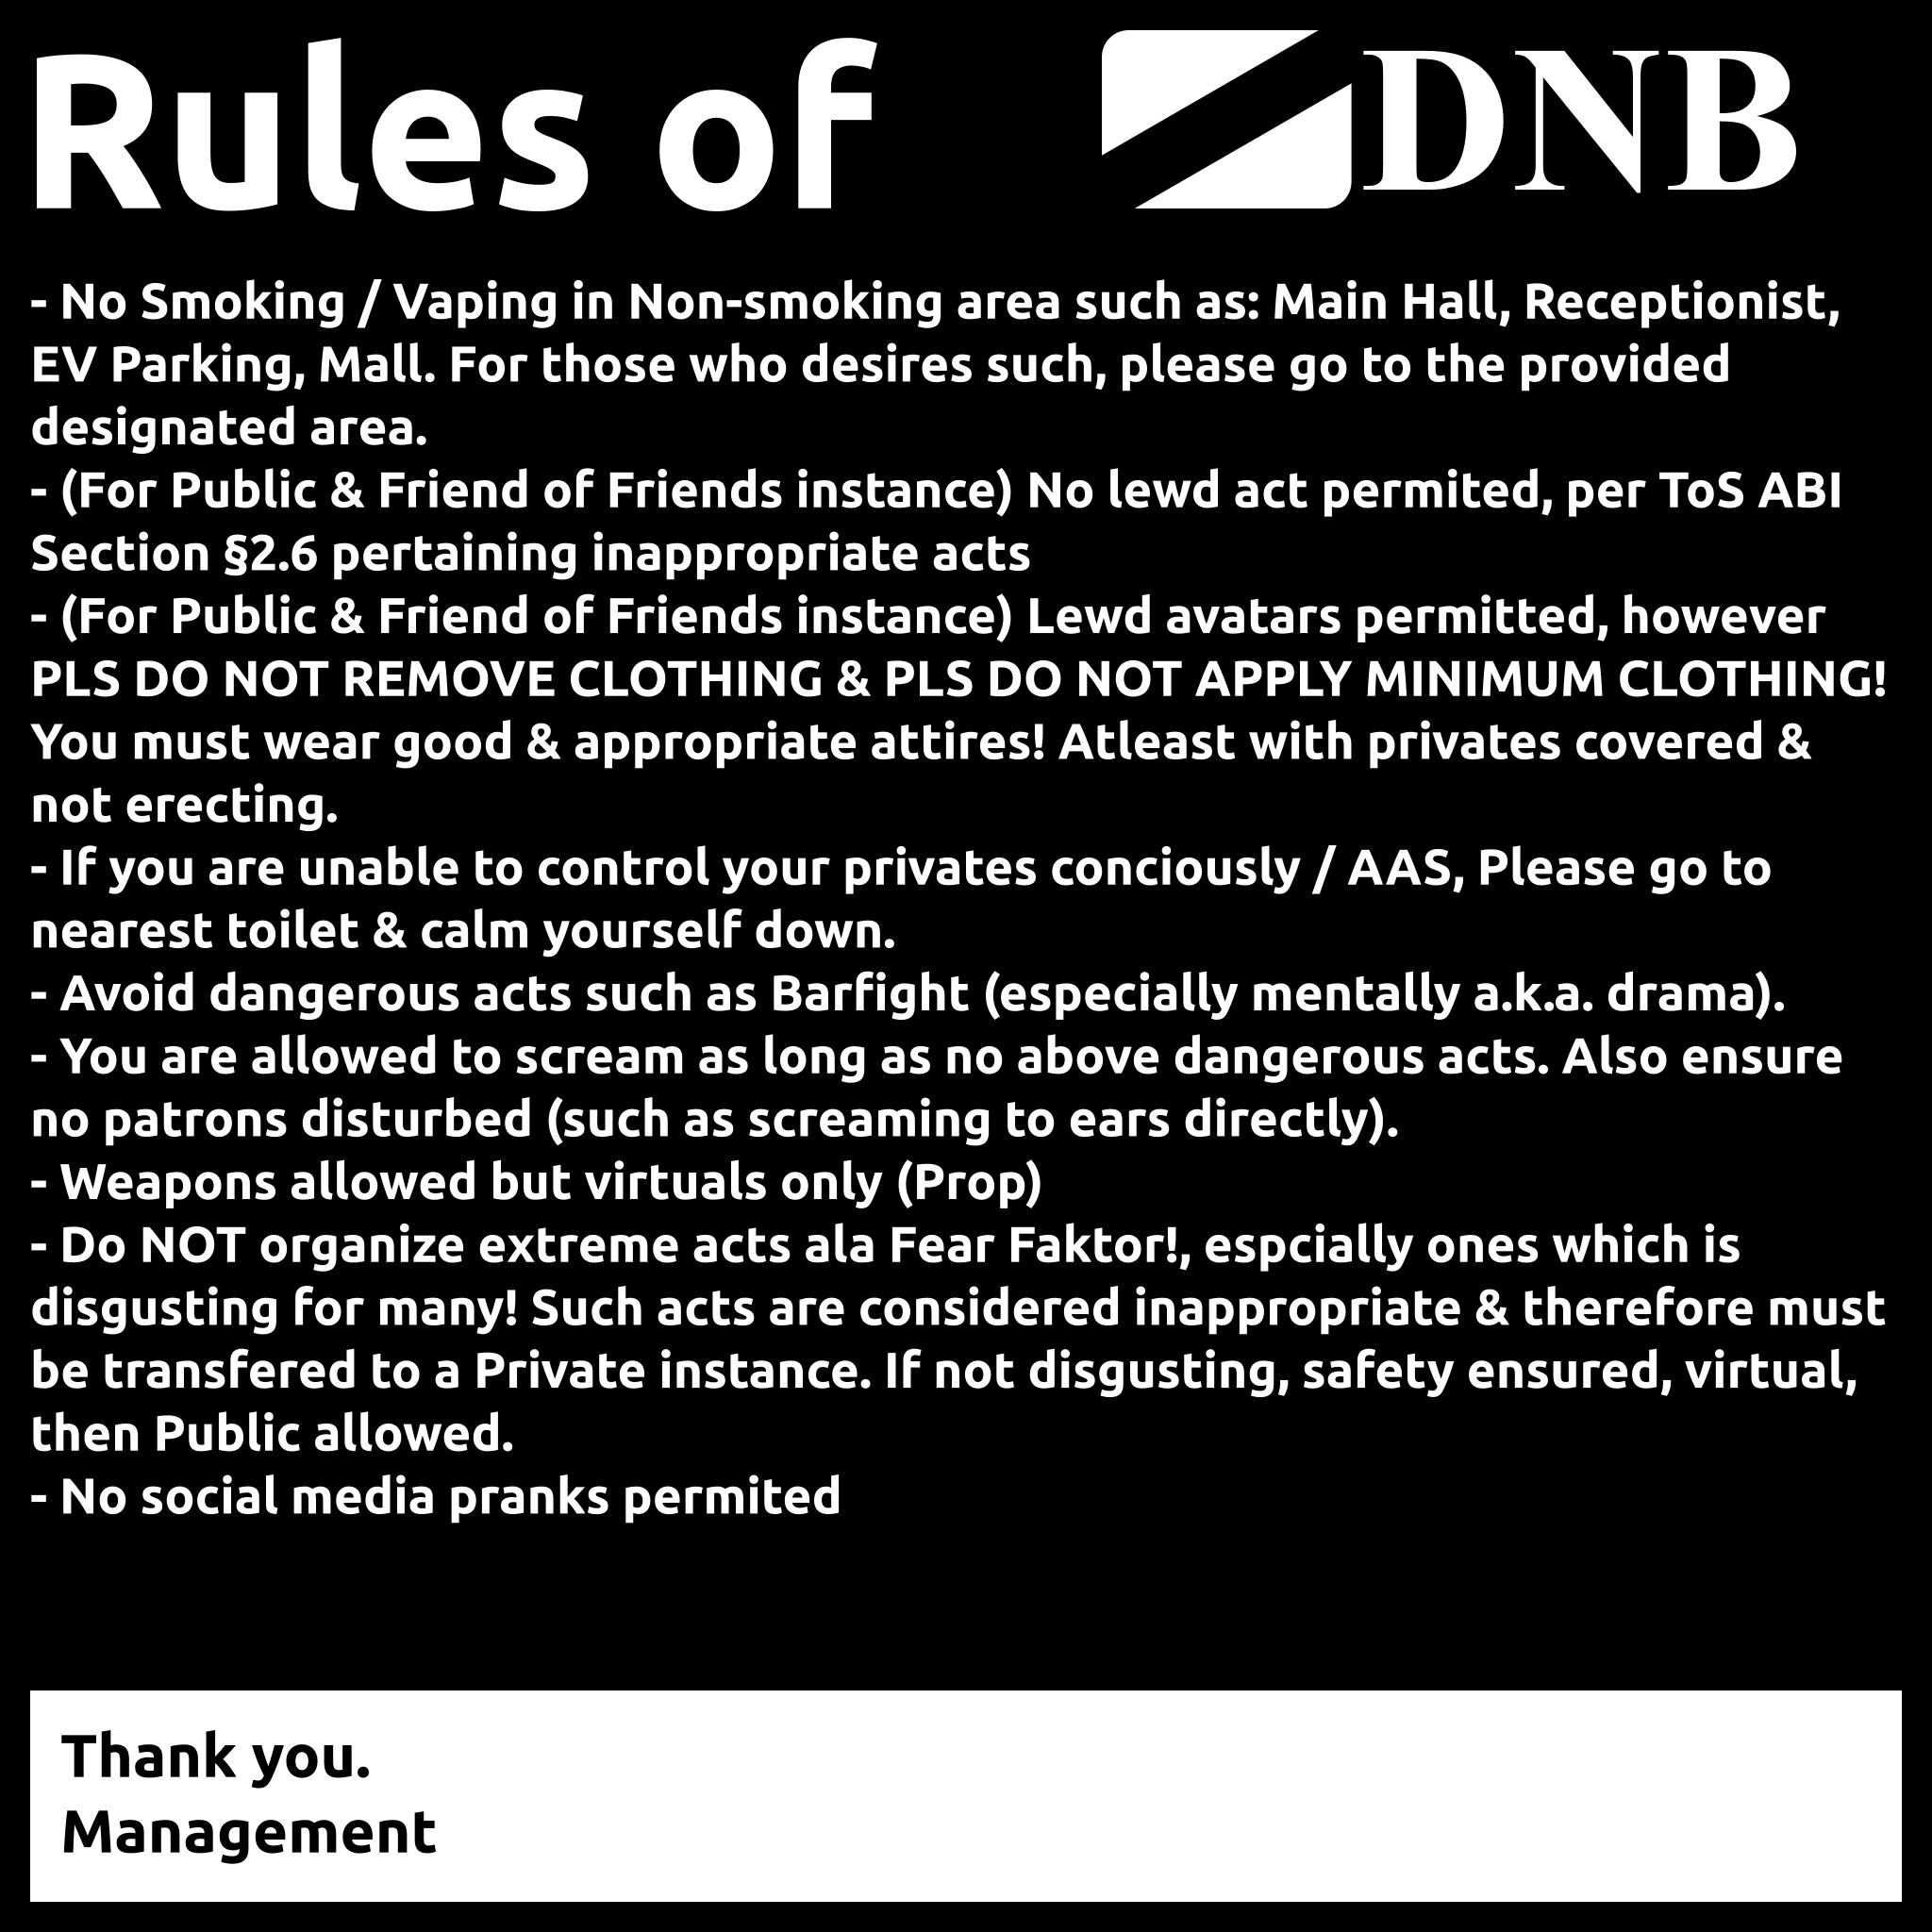 Rules of DNB
- No Smoking / Vaping in Non-smoking area such as: Main Hall, Receptionist,
EV Parking, Mall. For those who desires such, please go to the provided
designated area.
- (For Public & Friend of Friends instance) No lewd act permited, per ToS ABI
Section §2.6 pertaining inappropriate acts
- (For Public & Friend of Friends instance) Lewd avatars permitted, however
PLS DO NOT REMOVE CLOTHING & PLS DO NOT APPLY MINIMUM CLOTHING!
You must wear good & appropriate attires! Atleast with privates covered &
not erecting.
- If you are unable to control your privates conciously / AAS, Please go to
nearest toilet & calm yourself down.
- Avoid dangerous acts such as Barfight (especially mentally a.k.a. drama).
- You are allowed to scream as long as no above dangerous acts. Also ensure
no patrons disturbed (such as screaming to ears directly).
- Weapons allowed but virtuals only (Prop)
- Do NOT organize extreme acts ala Fear Faktor!, espcially ones which is
disgusting for many! Such acts are considered inappropriate & therefore must
be transfered to a Private instance. If not disgusting, safety ensured, virtual,
then Public allowed.
- No social media pranks permited
Thank you.
Management